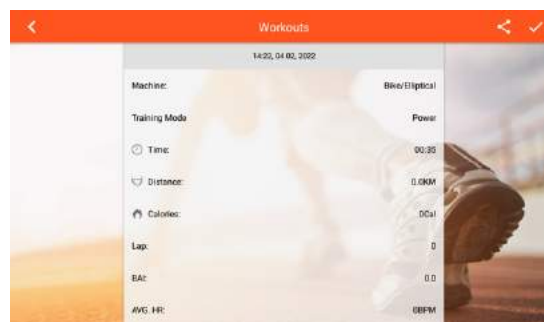 Workouts
14:22, 04 02, 2022
Machine: Bike/Elliptical
Training Mode Power
Time: 00:35
Distance: 0.0KM
Calories: 0Cal
Lap: 0
BAI: 0.0
AVG. HR: 0BPM